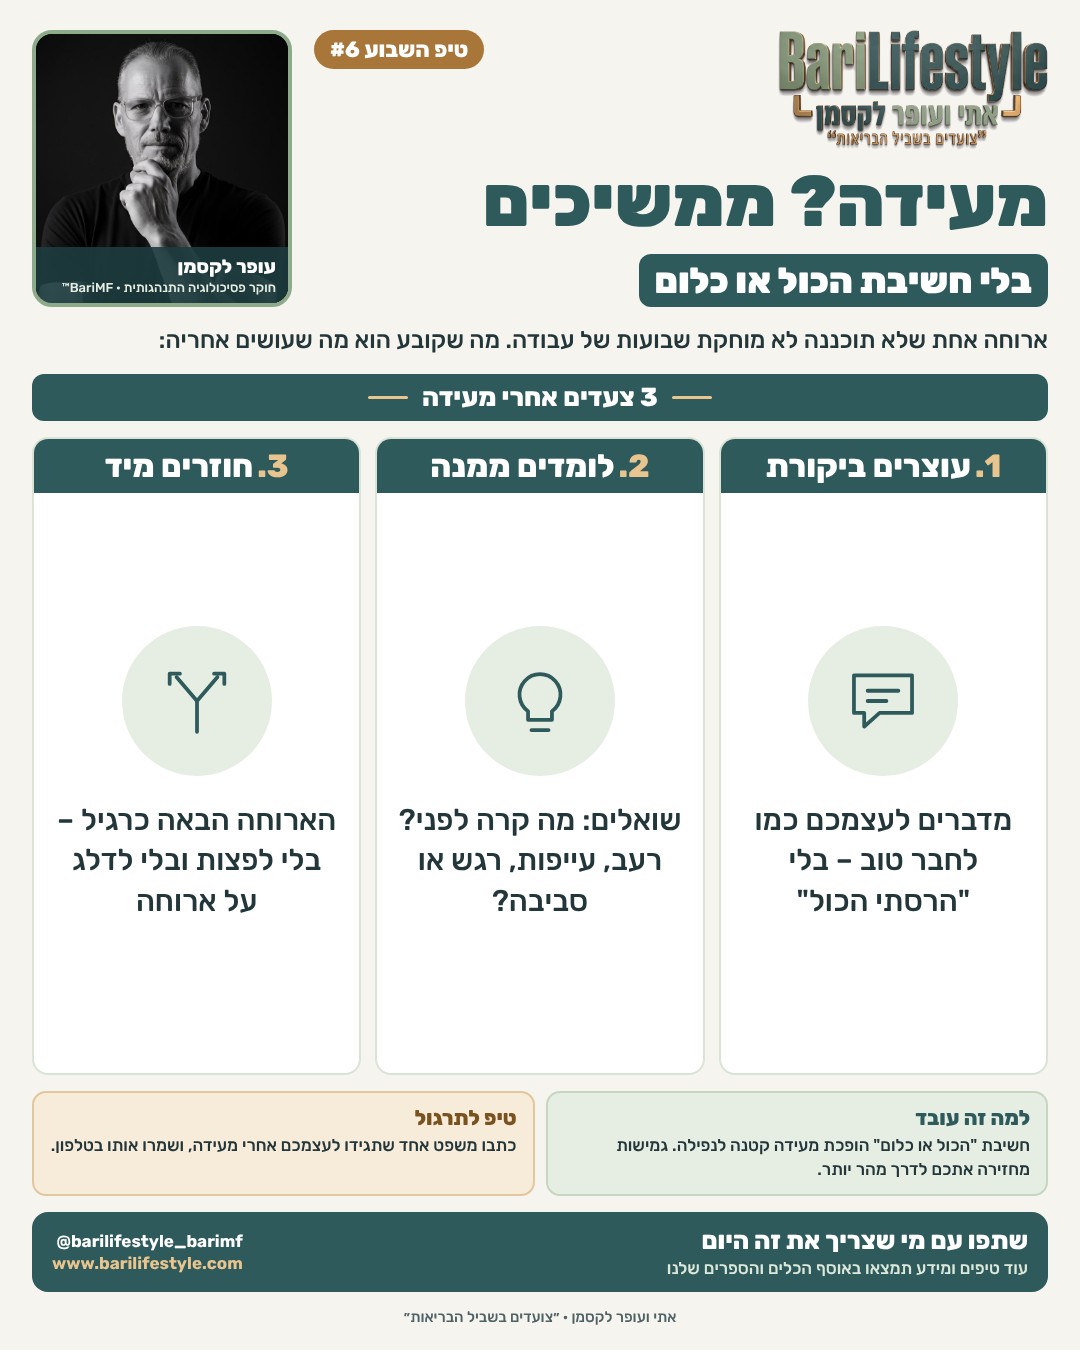 BariLifestyle
אתי ועופר לקסמן
"צועדים בשביל הבריאות"
טיפ השבוע #6
עופר לקסמן
חוקר פסיכולוגיה התנהגותית • BariMF™
מעידה? ממשיכים
בלי חשיבת הכול או כלום
ארוחה אחת שלא תוכננה לא מוחקת שבועות של עבודה. מה שקובע הוא מה שעושים אחריה:
3 צעדים אחרי מעידה
1. עוצרים ביקורת
מדברים לעצמכם כמו
לחבר טוב – בלי
"הרסתי הכול"
2. לומדים ממנה
שואלים: מה קרה לפני?
רעב, עייפות, רגש או
סביבה?
3. חוזרים מיד
הארוחה הבאה כרגיל –
בלי לפצות ובלי לדלג
על ארוחה
למה זה עובד
חשיבת "הכול או כלום" הופכת מעידה קטנה לנפילה. גמישות
מחזירה אתכם לדרך מהר יותר.
טיפ לתרגול
כתבו משפט אחד שתגידו לעצמכם אחרי מעידה, ושמרו אותו בטלפון.
שתפו עם מי שצריך את זה היום
עוד טיפים ומידע תמצאו באוסף הכלים והספרים שלנו
@barilifestyle_barimf
www.barilifestyle.com
אתי ועופר לקסמן • "צועדים בשביל הבריאות"